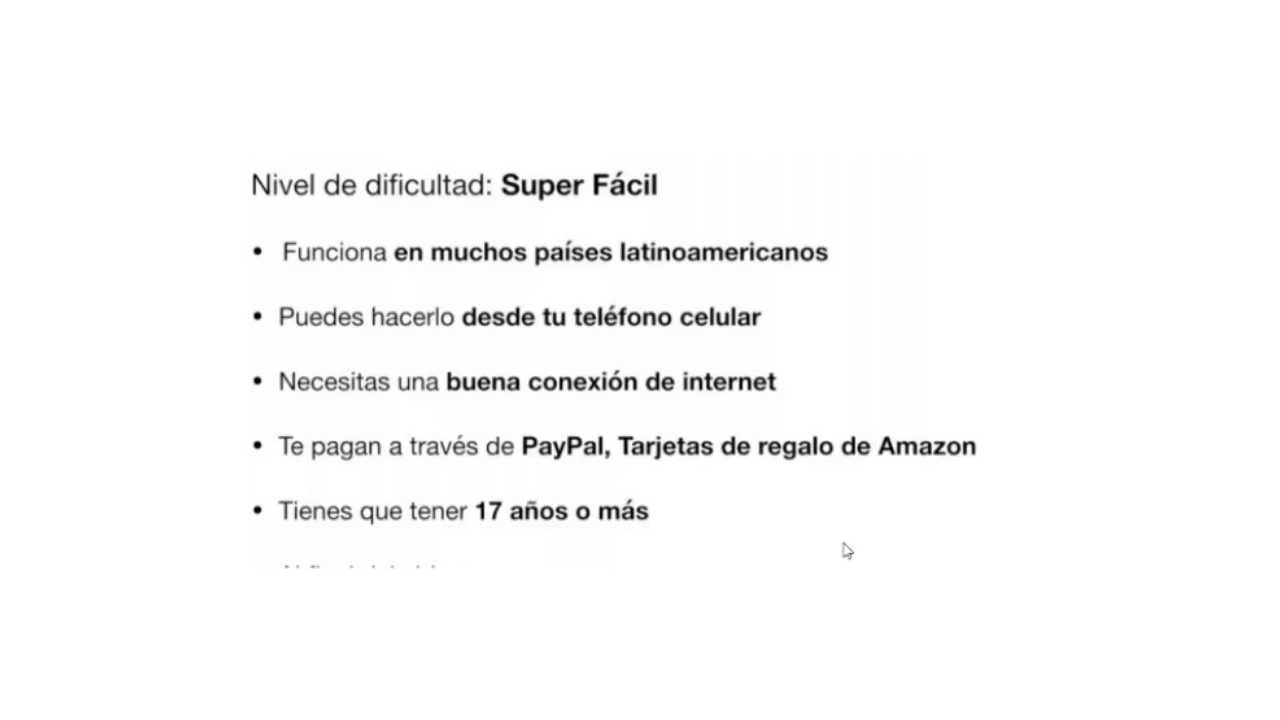 Nivel de dificultad: Super Fácil
• Funciona en muchos países latinoamericanos
• Puedes hacerlo desde tu teléfono celular
• Necesitas una buena conexión de internet
• Te pagan a través de PayPal, Tarjetas de regalo de Amazon
• Tienes que tener 17 años o más